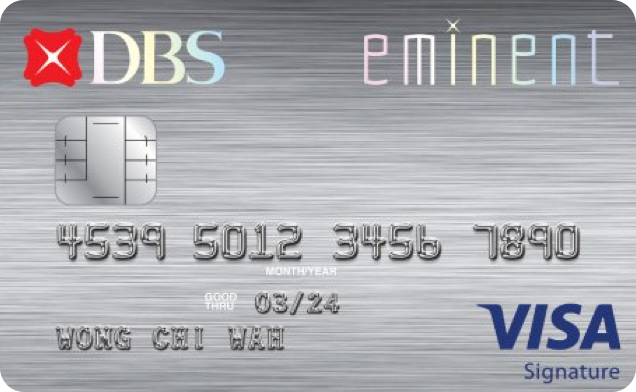 DBS eminent
4539 5012 3456 7890
MONTH/YEAR
GOOD THRU 03/24
WONG CHI WAH
VISA
Signature